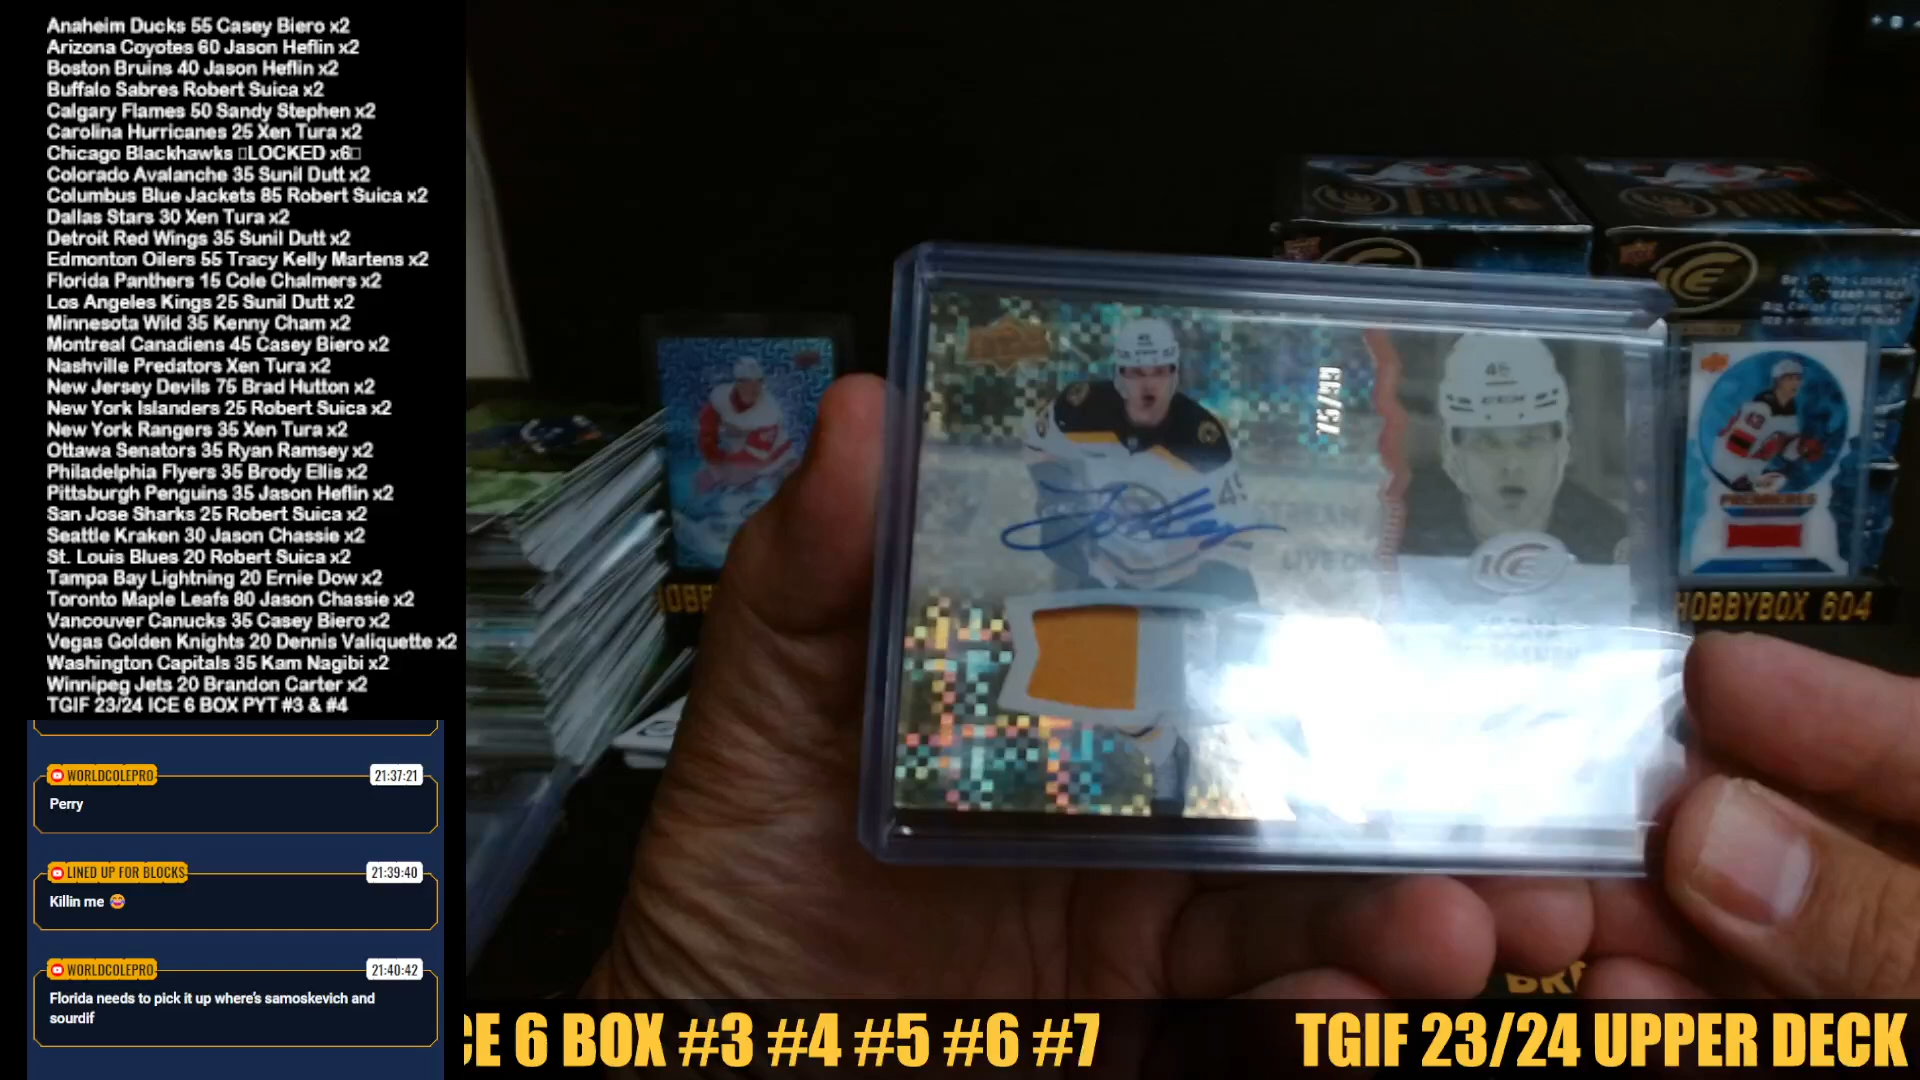 Anaheim Ducks 55 Casey Biero x2
Arizona Coyotes 60 Jason Heflin x2
Boston Bruins 40 Jason Heflin x2
Buffalo Sabres Robert Suica x2
Calgary Flames 50 Sandy Stephen x2
Carolina Hurricanes 25 Xen Tura x2
Chicago Blackhawks ▯LOCKED x6▯
Colorado Avalanche 35 Sunil Dutt x2
Columbus Blue Jackets 85 Robert Suica x2
Dallas Stars 30 Xen Tura x2
Detroit Red Wings 35 Sunil Dutt x2
Edmonton Oilers 55 Tracy Kelly Martens x2
Florida Panthers 15 Cole Chalmers x2
Los Angeles Kings 25 Sunil Dutt x2
Minnesota Wild 35 Kenny Cham x2
Montreal Canadiens 45 Casey Biero x2
Nashville Predators Xen Tura x2
New Jersey Devils 75 Brad Hutton x2
New York Islanders 25 Robert Suica x2
New York Rangers 35 Xen Tura x2
Ottawa Senators 35 Ryan Ramsey x2
Philadelphia Flyers 35 Brody Ellis x2
Pittsburgh Penguins 35 Jason Heflin x2
San Jose Sharks 25 Robert Suica x2
Seattle Kraken 30 Jason Chassie x2
St. Louis Blues 20 Robert Suica x2
Tampa Bay Lightning 20 Ernie Dow x2
Toronto Maple Leafs 80 Jason Chassie x2
Vancouver Canucks 35 Casey Biero x2
Vegas Golden Knights 20 Dennis Valiquette x2
Washington Capitals 35 Kam Nagibi x2
Winnipeg Jets 20 Brandon Carter x2
TGIF 23/24 ICE 6 BOX PYT #3 & #4
WORLDCOLEPRO 21:37:21
Perry
LINED UP FOR BLOCKS 21:39:40
Killin me 😂
WORLDCOLEPRO 21:40:42
Florida needs to pick it up where's samoskevich and
sourdif
45
ICE
STREAM
LIVE ON
ICE
PREMIERES
HOBBYBOX 604
CE 6 BOX #3 #4 #5 #6 #7
TGIF 23/24 UPPER DECK